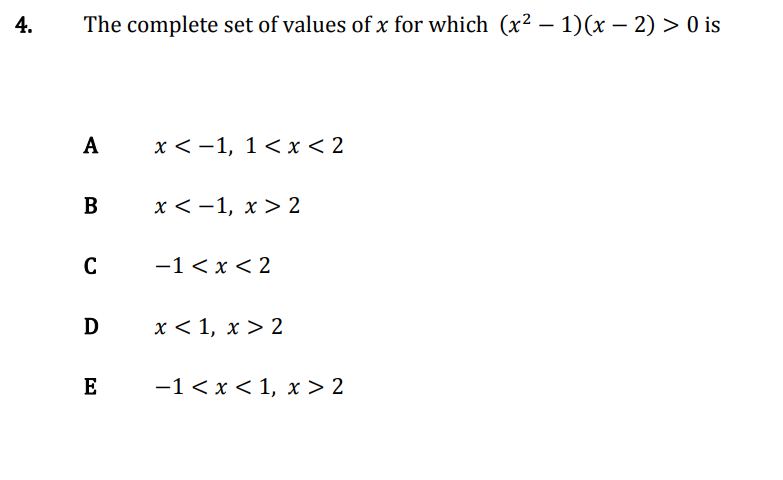 4. The complete set of values of x for which (x² − 1)(x − 2) > 0 is
A x < −1, 1 < x < 2
B x < −1, x > 2
C −1 < x < 2
D x < 1, x > 2
E −1 < x < 1, x > 2